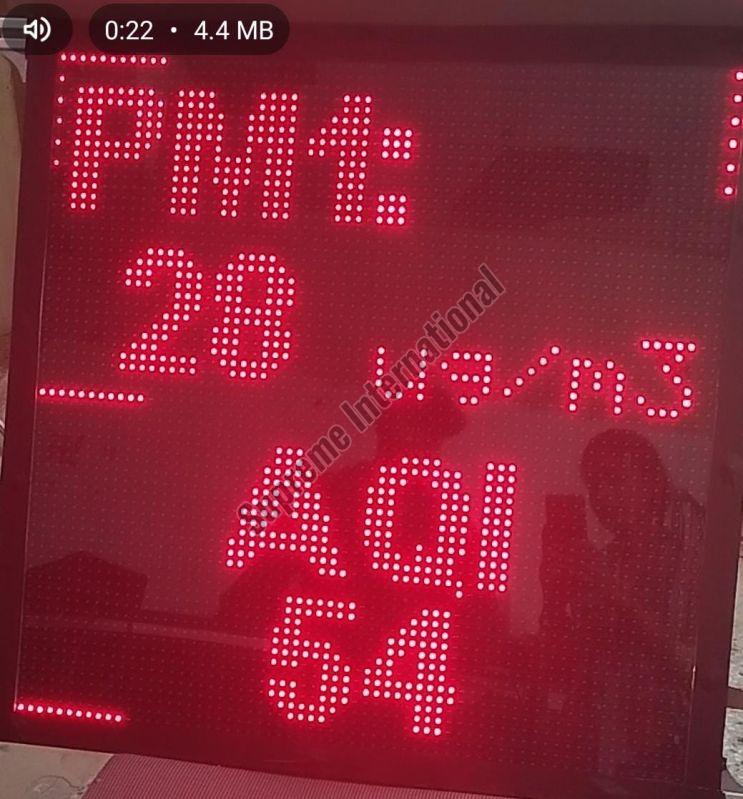 0:22 • 4.4 MB
PM1:
28 ug/m3
AQI
54
Supreme International